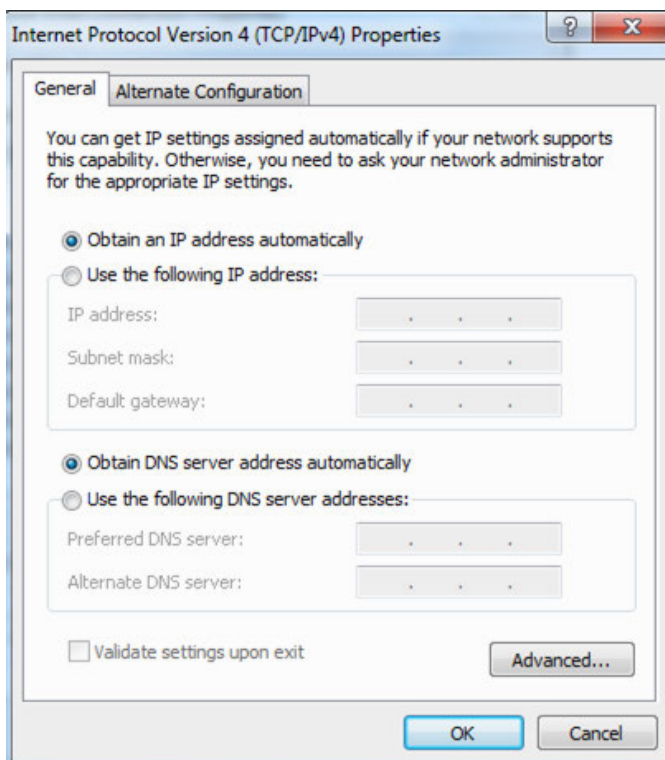 Internet Protocol Version 4 (TCP/IPv4) Properties
General
Alternate Configuration
You can get IP settings assigned automatically if your network supports
this capability. Otherwise, you need to ask your network administrator
for the appropriate IP settings.
Obtain an IP address automatically
Use the following IP address:
IP address:
Subnet mask:
Default gateway:
Obtain DNS server address automatically
Use the following DNS server addresses:
Preferred DNS server:
Alternate DNS server:
Validate settings upon exit
Advanced...
OK
Cancel